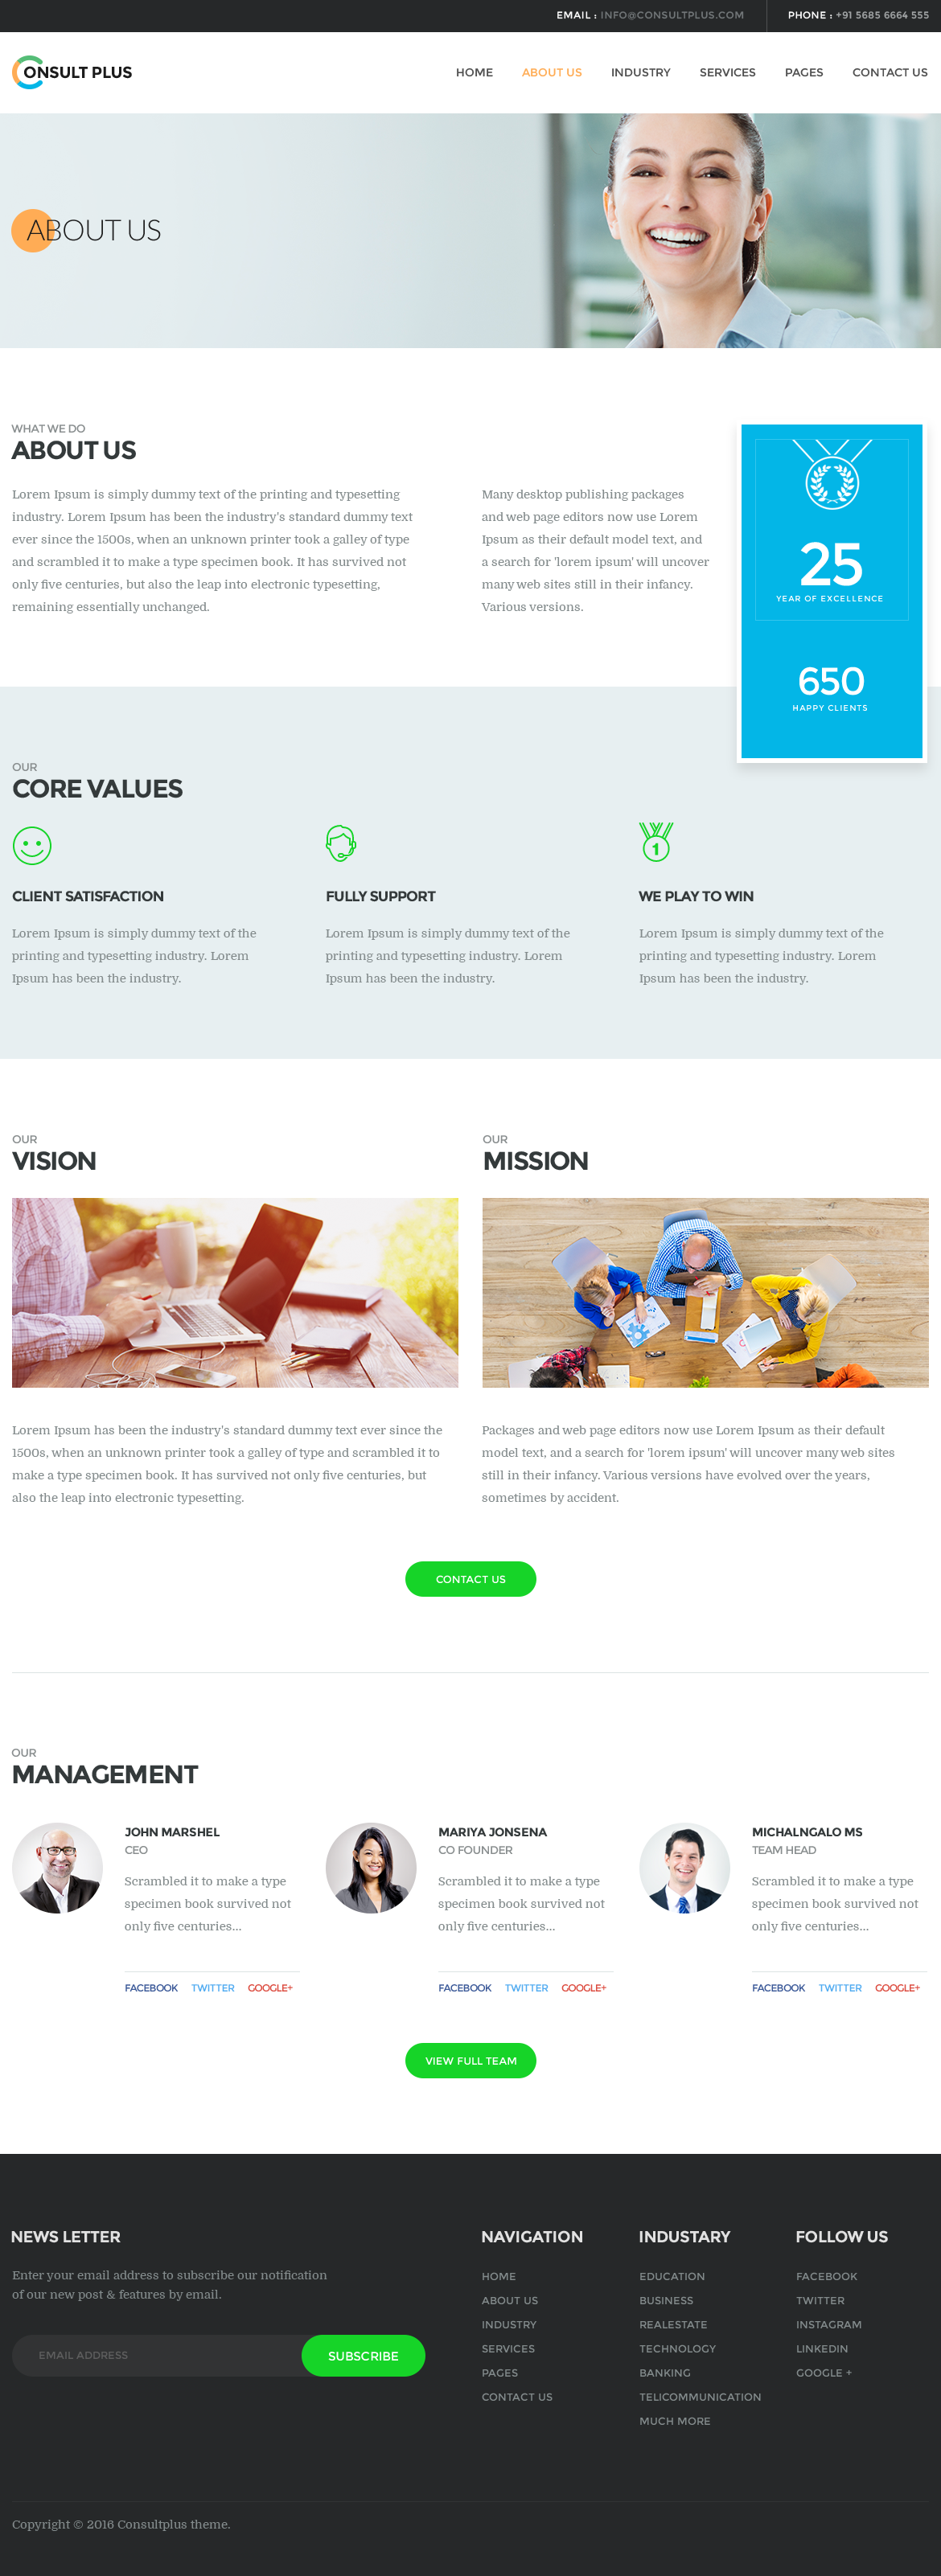 EMAIL : INFO@CONSULTPLUS.COM
PHONE : +91 5685 6664 555
CONSULT PLUS
HOME ABOUT US INDUSTRY SERVICES PAGES CONTACT US
ABOUT US
WHAT WE DO
ABOUT US
Lorem Ipsum is simply dummy text of the printing and typesetting
industry. Lorem Ipsum has been the industry's standard dummy text
ever since the 1500s, when an unknown printer took a galley of type
and scrambled it to make a type specimen book. It has survived not
only five centuries, but also the leap into electronic typesetting,
remaining essentially unchanged.
Many desktop publishing packages
and web page editors now use Lorem
Ipsum as their default model text, and
a search for 'lorem ipsum' will uncover
many web sites still in their infancy.
Various versions.
25
YEAR OF EXCELLENCE
650
HAPPY CLIENTS
OUR
CORE VALUES
CLIENT SATISFACTION
Lorem Ipsum is simply dummy text of the
printing and typesetting industry. Lorem
Ipsum has been the industry.
1
FULLY SUPPORT
Lorem Ipsum is simply dummy text of the
printing and typesetting industry. Lorem
Ipsum has been the industry.
WE PLAY TO WIN
Lorem Ipsum is simply dummy text of the
printing and typesetting industry. Lorem
Ipsum has been the industry.
OUR
VISION
Lorem Ipsum has been the industry's standard dummy text ever since the
1500s, when an unknown printer took a galley of type and scrambled it to
make a type specimen book. It has survived not only five centuries, but
also the leap into electronic typesetting.
OUR
MISSION
Packages and web page editors now use Lorem Ipsum as their default
model text, and a search for 'lorem ipsum' will uncover many web sites
still in their infancy. Various versions have evolved over the years,
sometimes by accident.
CONTACT US
OUR
MANAGEMENT
JOHN MARSHEL
CEO
Scrambled it to make a type
specimen book survived not
only five centuries...
FACEBOOK TWITTER GOOGLE+
MARIYA JONSENA
CO FOUNDER
Scrambled it to make a type
specimen book survived not
only five centuries...
FACEBOOK TWITTER GOOGLE+
MICHALNGALO MS
TEAM HEAD
Scrambled it to make a type
specimen book survived not
only five centuries...
FACEBOOK TWITTER GOOGLE+
VIEW FULL TEAM
NEWS LETTER
Enter your email address to subscribe our notification
of our new post & features by email.
EMAIL ADDRESS
SUBSCRIBE
NAVIGATION
HOME
ABOUT US
INDUSTRY
SERVICES
PAGES
CONTACT US
INDUSTARY
EDUCATION
BUSINESS
REALESTATE
TECHNOLOGY
BANKING
TELICOMMUNICATION
MUCH MORE
FOLLOW US
FACEBOOK
TWITTER
INSTAGRAM
LINKEDIN
GOOGLE +
Copyright © 2016 Consultplus theme.